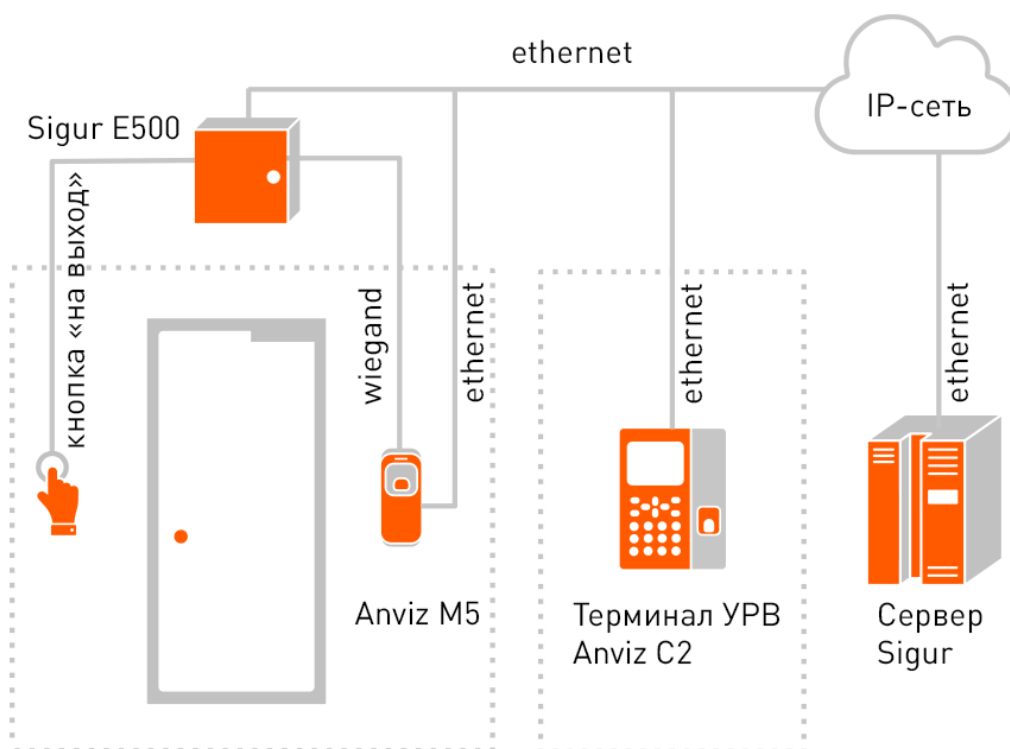 ethernet
IP-сеть
Sigur E500
кнопка «на выход»
wiegand
ethernet
ethernet
ethernet
Anviz M5
Терминал УРВ
Anviz C2
Сервер
Sigur